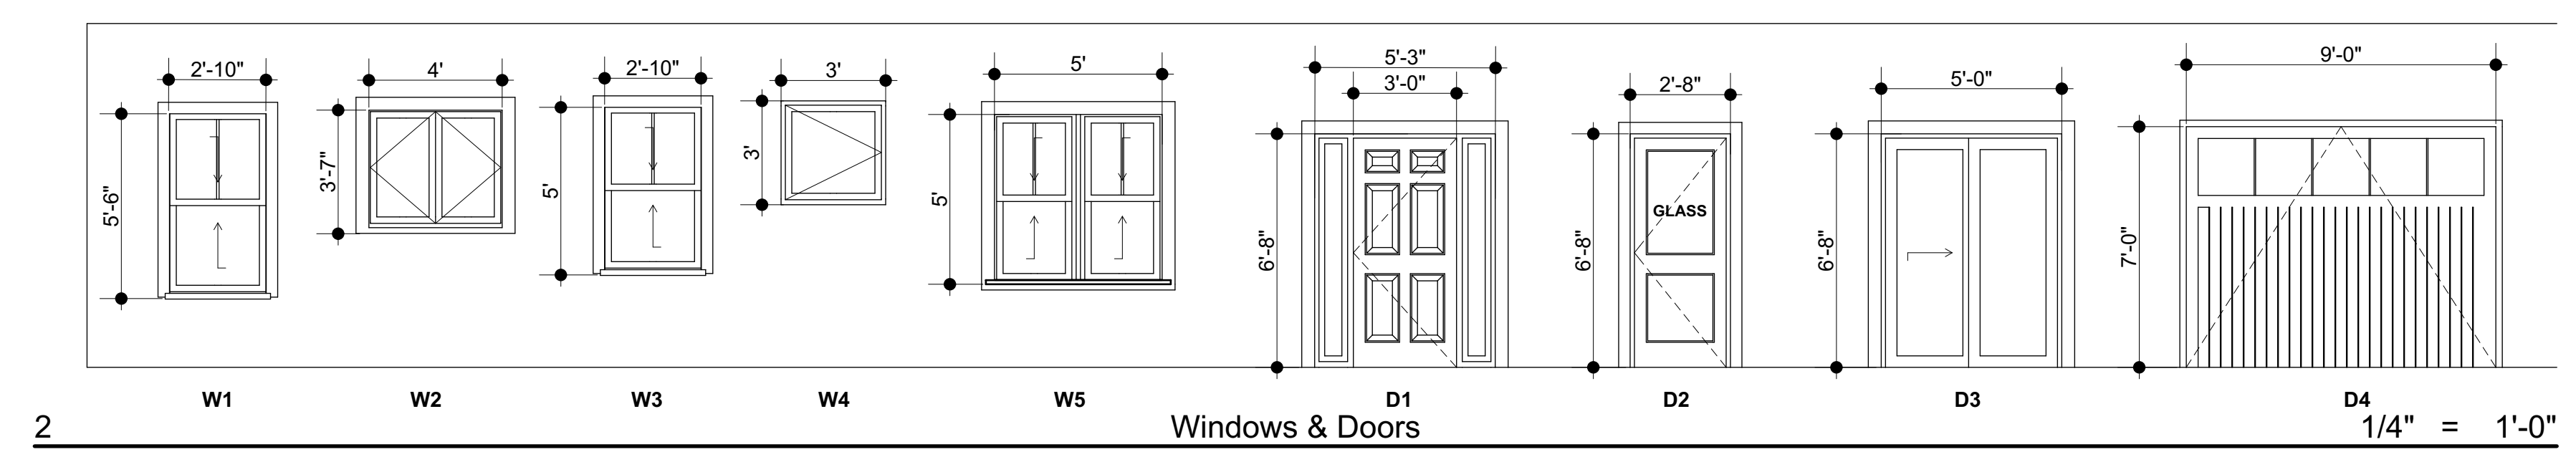 2'-10"
5'-6"
W1
4'
3'-7"
W2
2'-10"
5'
W3
3'
3'
W4
5'
5'
W5
5'-3"
3'-0"
6'-8"
D1
2'-8"
6'-8"
GLASS
D2
5'-0"
6'-8"
D3
9'-0"
7'-0"
D4
2
Windows & Doors
1/4" = 1'-0"